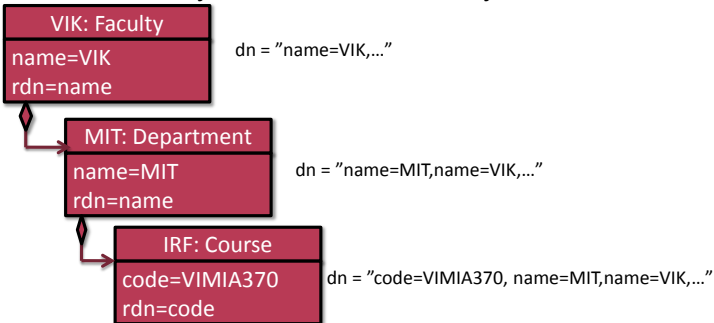 VIK: Faculty
name=VIK
rdn=name
dn = ”name=VIK,…”
MIT: Department
name=MIT
rdn=name
dn = ”name=MIT,name=VIK,…”
IRF: Course
code=VIMIA370
rdn=code
dn = ”code=VIMIA370, name=MIT,name=VIK,…”